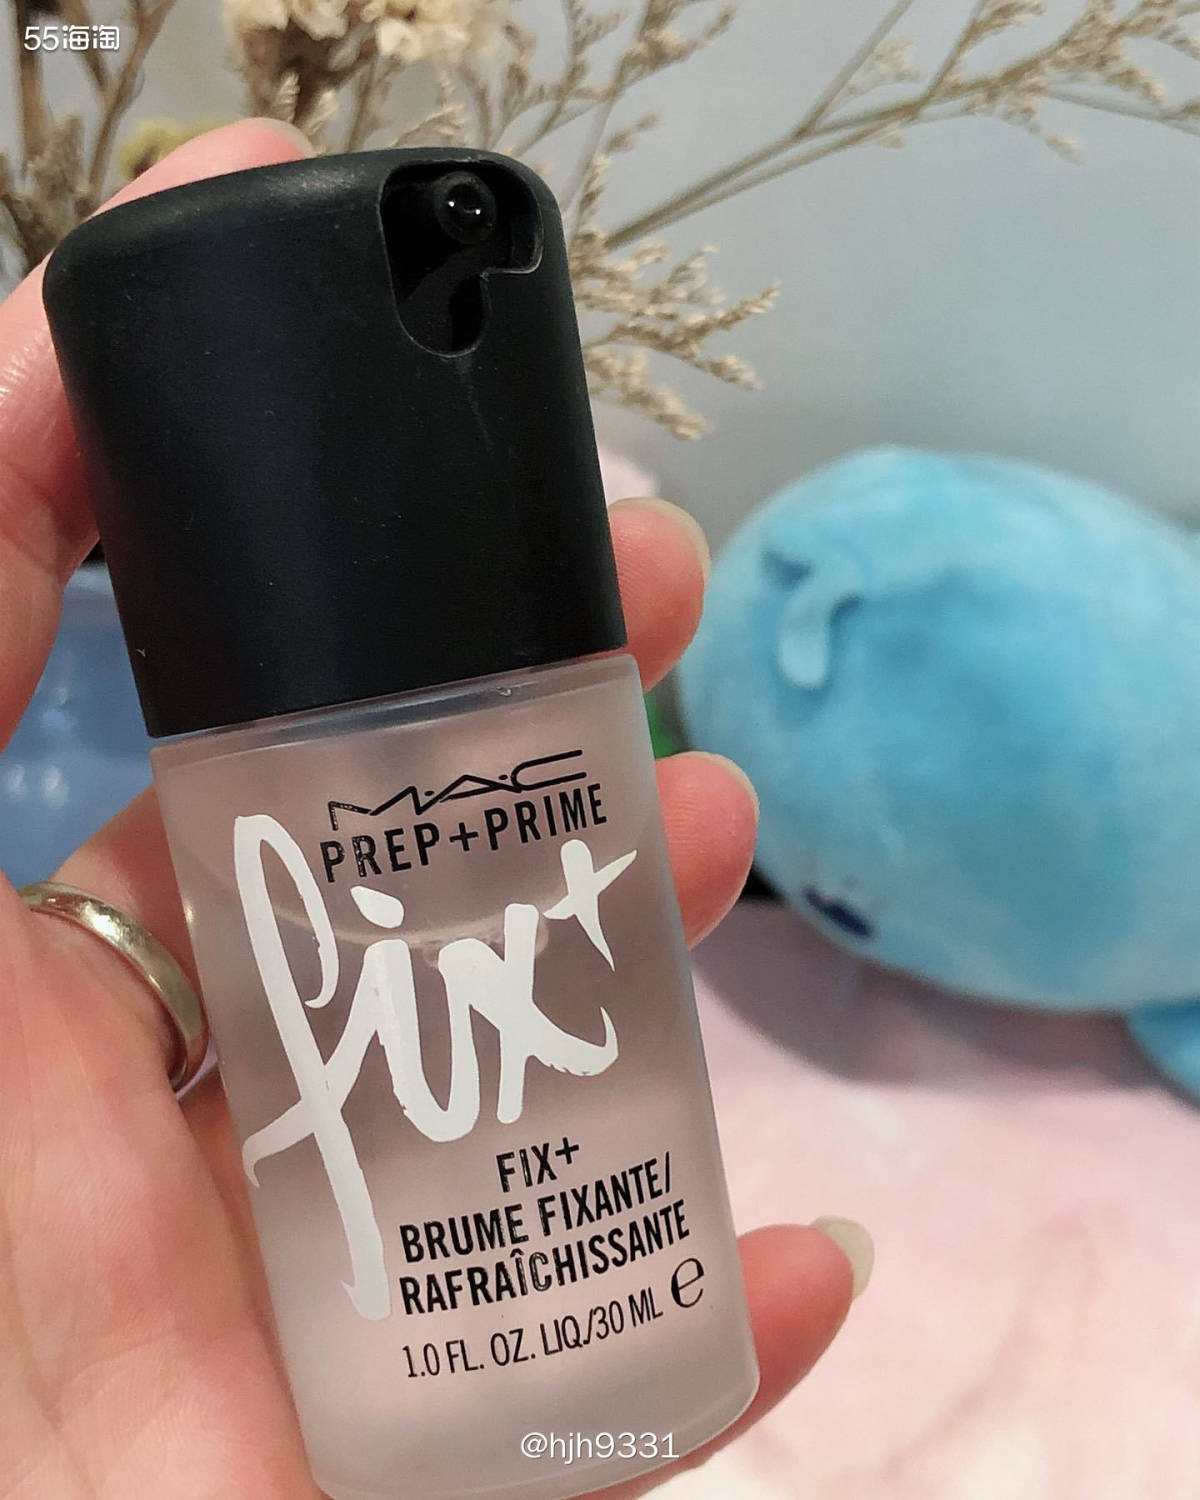 55海淘
MAC
PREP+PRIME
fix+
FIX+
BRUME FIXANTE/
RAFRAÎCHISSANTE
1.0 FL. OZ. LIQ./30 ML ℮
@hjh9331